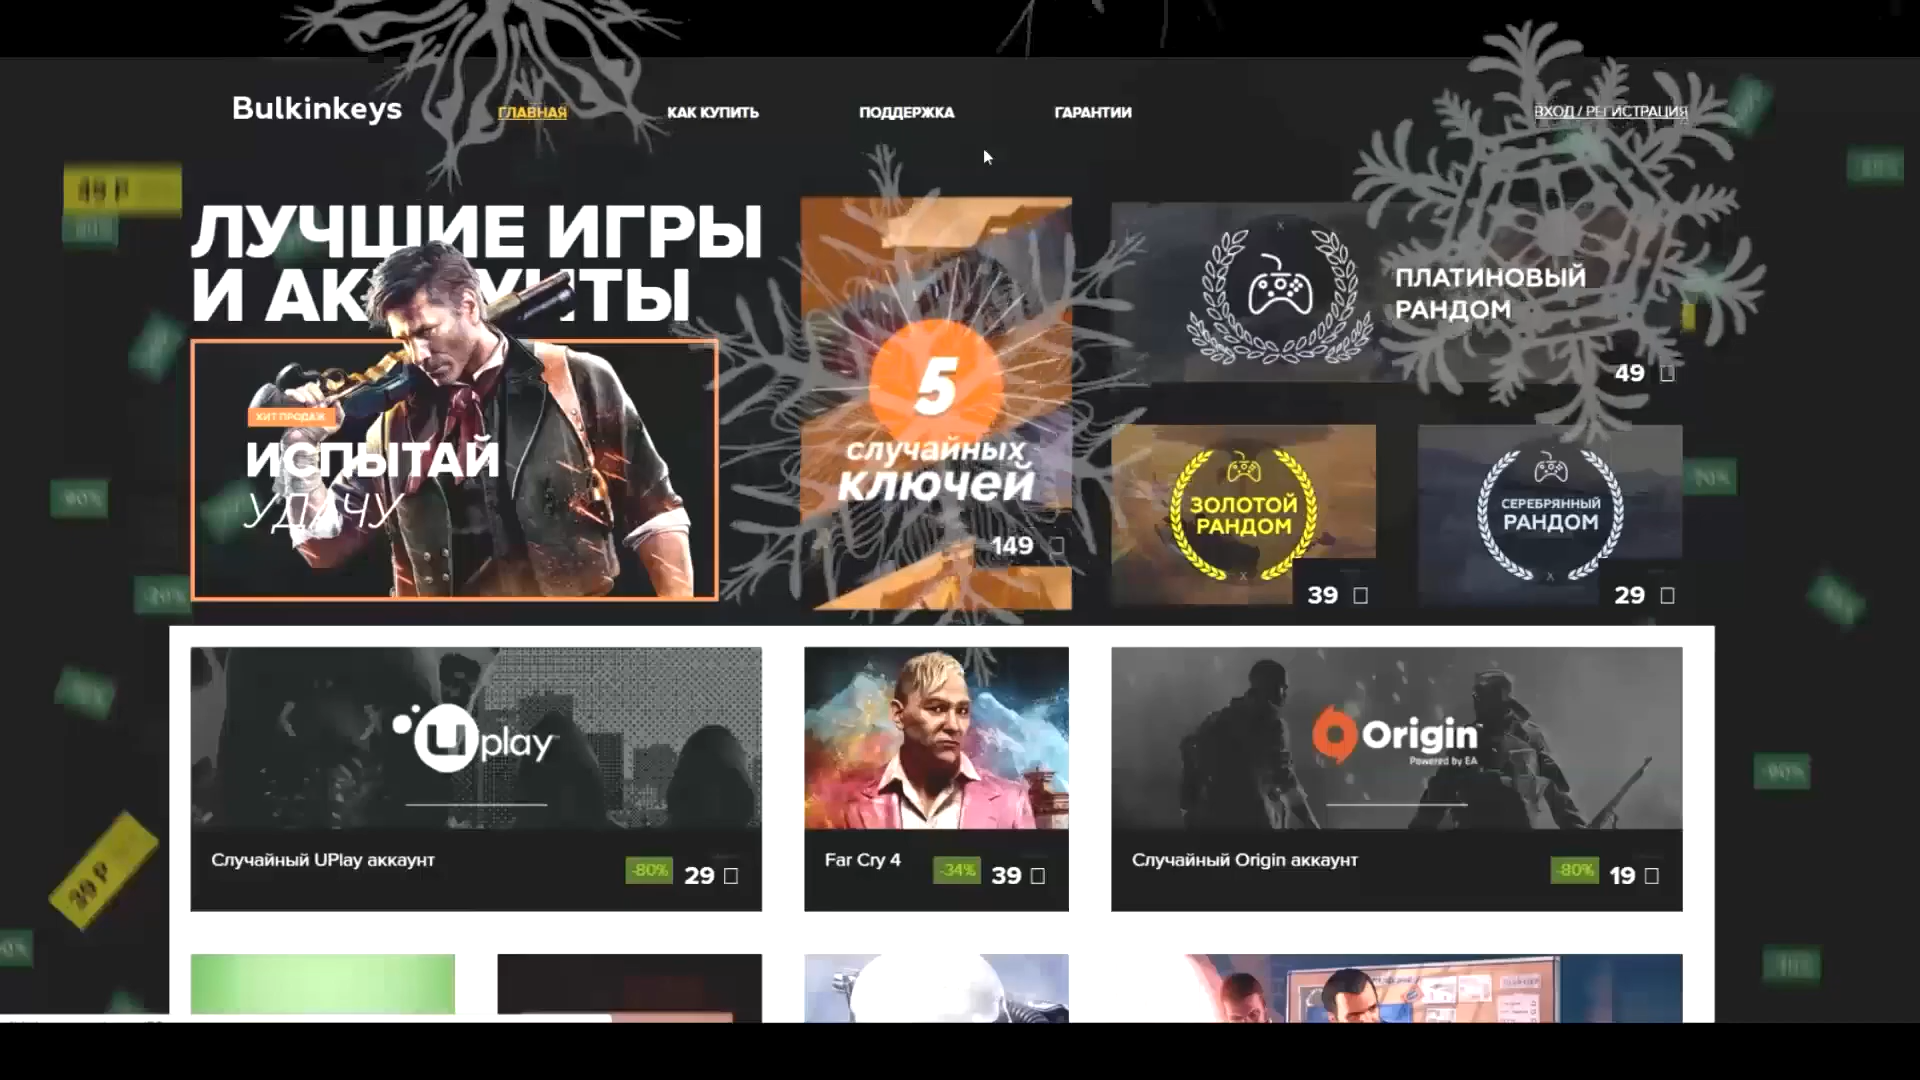 Bulkinkeys
ГЛАВНАЯ
КАК КУПИТЬ
ПОДДЕРЖКА
ГАРАНТИИ
ВХОД / РЕГИСТРАЦИЯ
ЛУЧШИЕ ИГРЫ
И АККАУНТЫ
ХИТ ПРОДАЖ
ИСПЫТАЙ
УДАЧУ
5
случайных
ключей
149
ПЛАТИНОВЫЙ
РАНДОМ
49
ЗОЛОТОЙ
РАНДОМ
39
СЕРЕБРЯННЫЙ
РАНДОМ
29
Uplay
Случайный UPlay аккаунт
-80% 29
Far Cry 4
-34% 39
Origin
Powered by EA
Случайный Origin аккаунт
-80% 19
39 Р